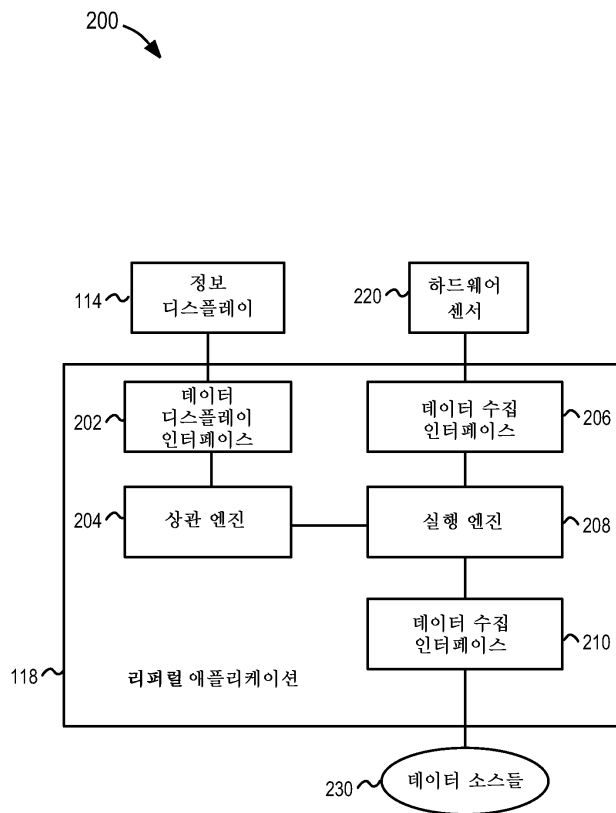 200
정보
디스플레이
114
하드웨어
센서
220
데이터
디스플레이
인터페이스
202
데이터 수집
인터페이스
206
상관 엔진
204
실행 엔진
208
데이터 수집
인터페이스
210
118
리퍼럴 애플리케이션
데이터 소스들
230